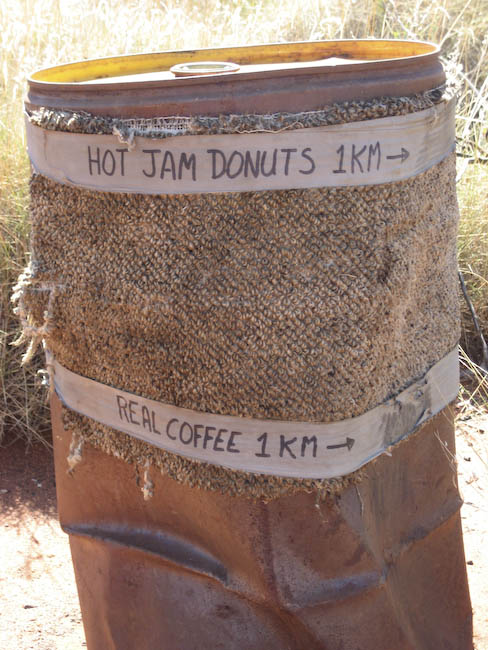 HOT JAM DONUTS 1KM →
REAL COFFEE 1KM →